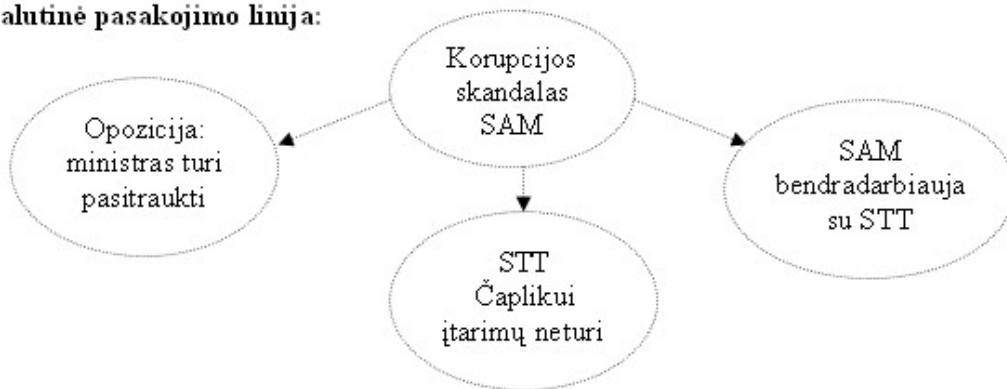 alutinė pasakojimo linija:
Korupcijos
skandalas
SAM
Opozicija:
ministras turi
pasitraukti
STT
Čaplikui
įtarimų neturi
SAM
bendradarbiauja
su STT